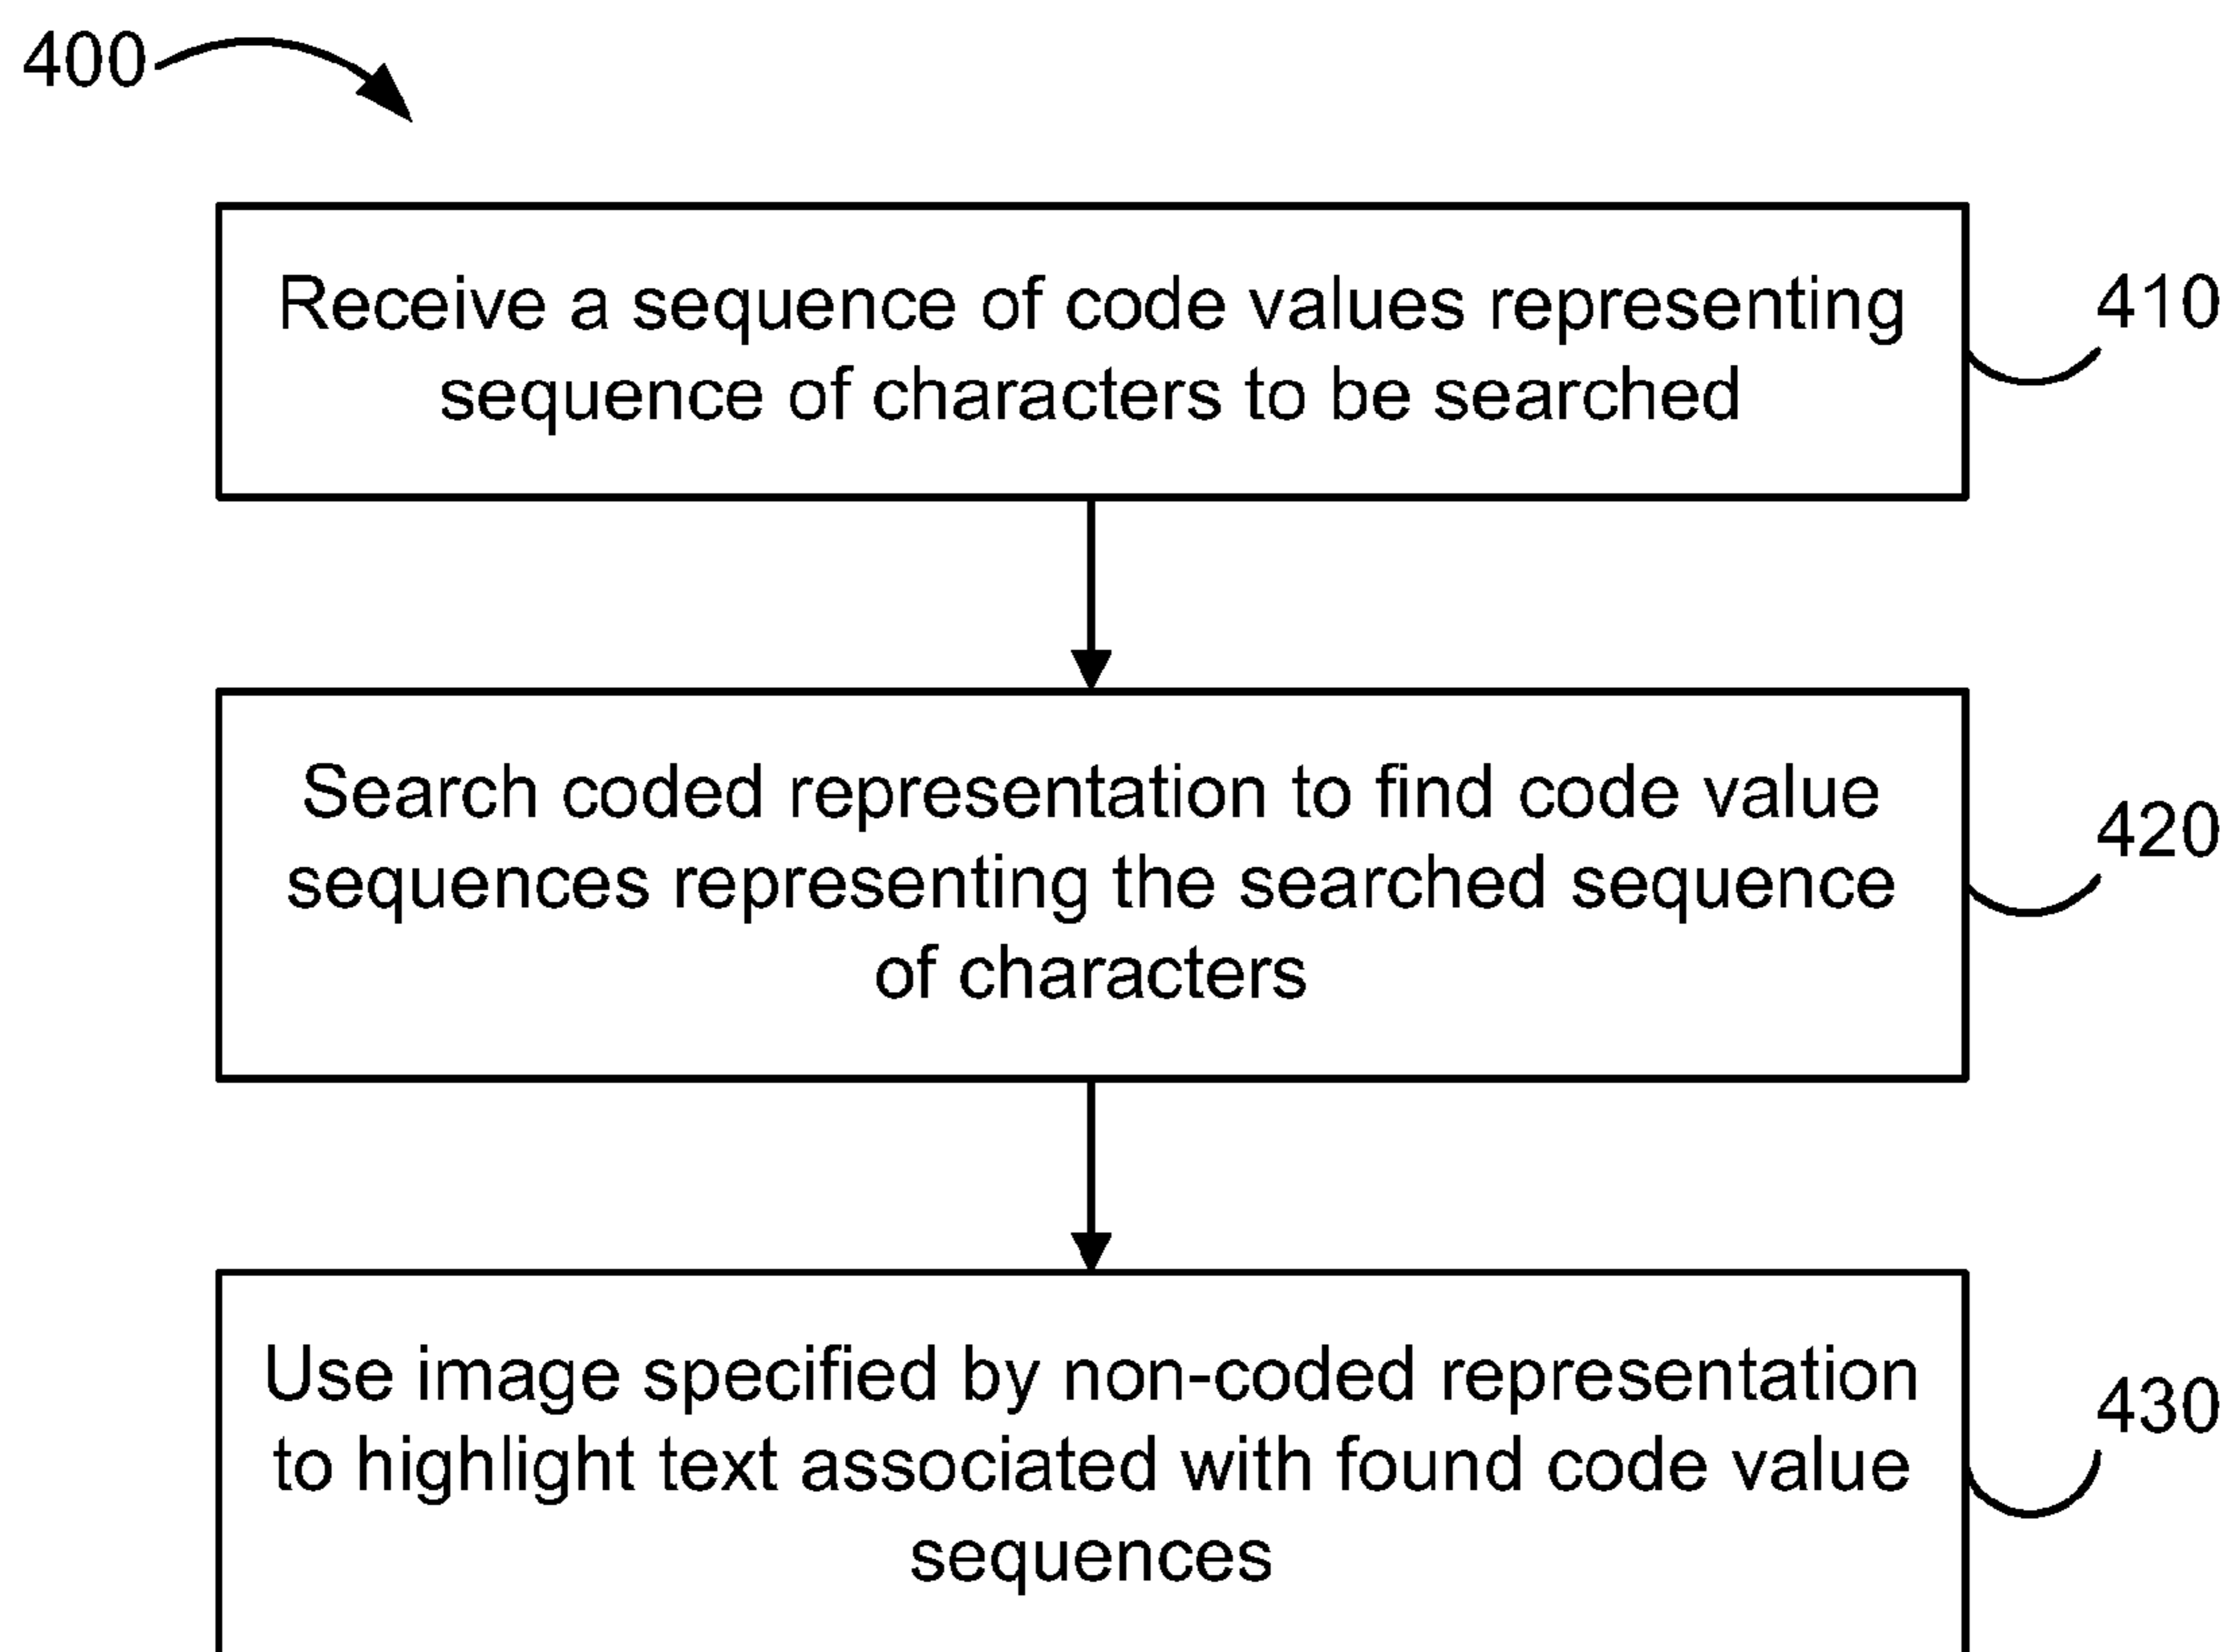 400
Receive a sequence of code values representing
sequence of characters to be searched
410
Search coded representation to find code value
sequences representing the searched sequence
of characters
420
Use image specified by non-coded representation
to highlight text associated with found code value
sequences
430